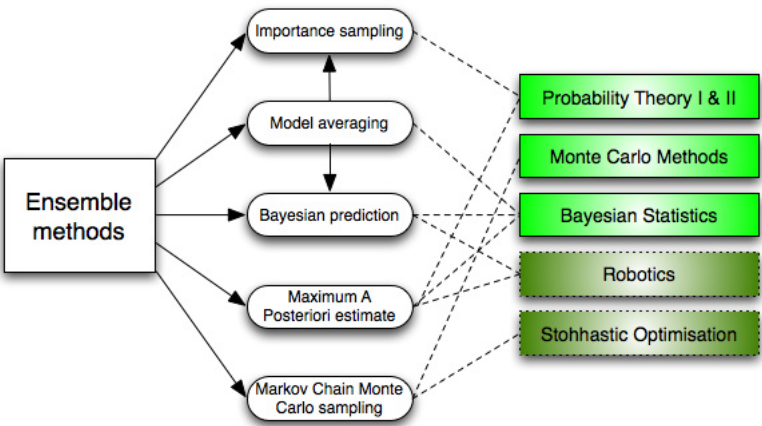 Ensemble
methods
Importance sampling
Model averaging
Bayesian prediction
Maximum A
Posteriori estimate
Markov Chain Monte
Carlo sampling
Probability Theory I & II
Monte Carlo Methods
Bayesian Statistics
Robotics
Stohhastic Optimisation